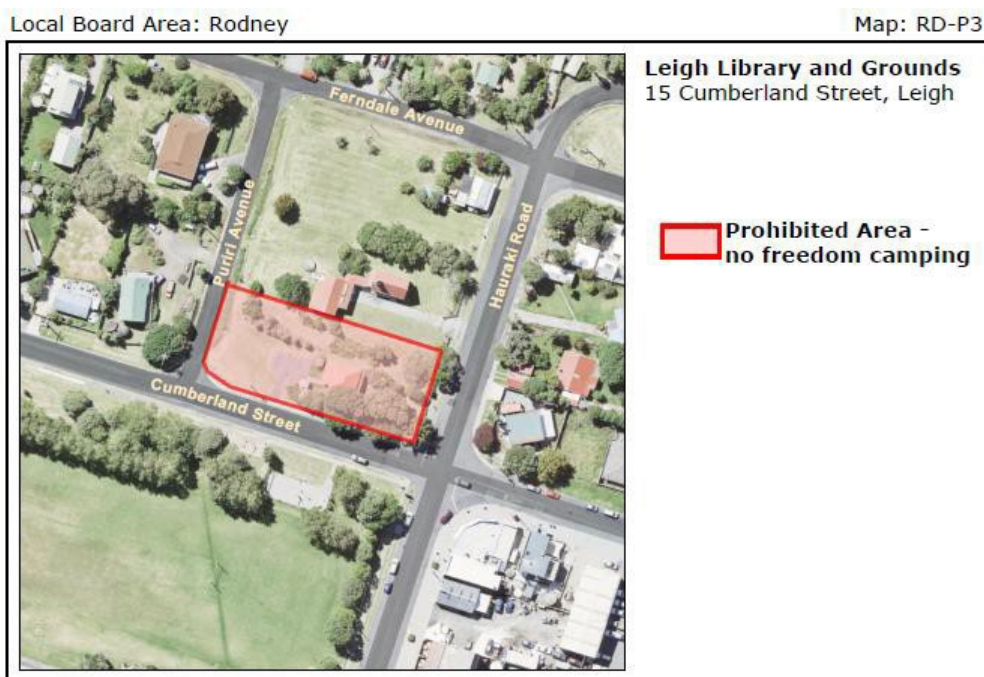 Local Board Area: Rodney
Map: RD-P3
Leigh Library and Grounds
15 Cumberland Street, Leigh
Prohibited Area -
no freedom camping
Ferndale Avenue
Puriri Avenue
Hauraki Road
Cumberland Street